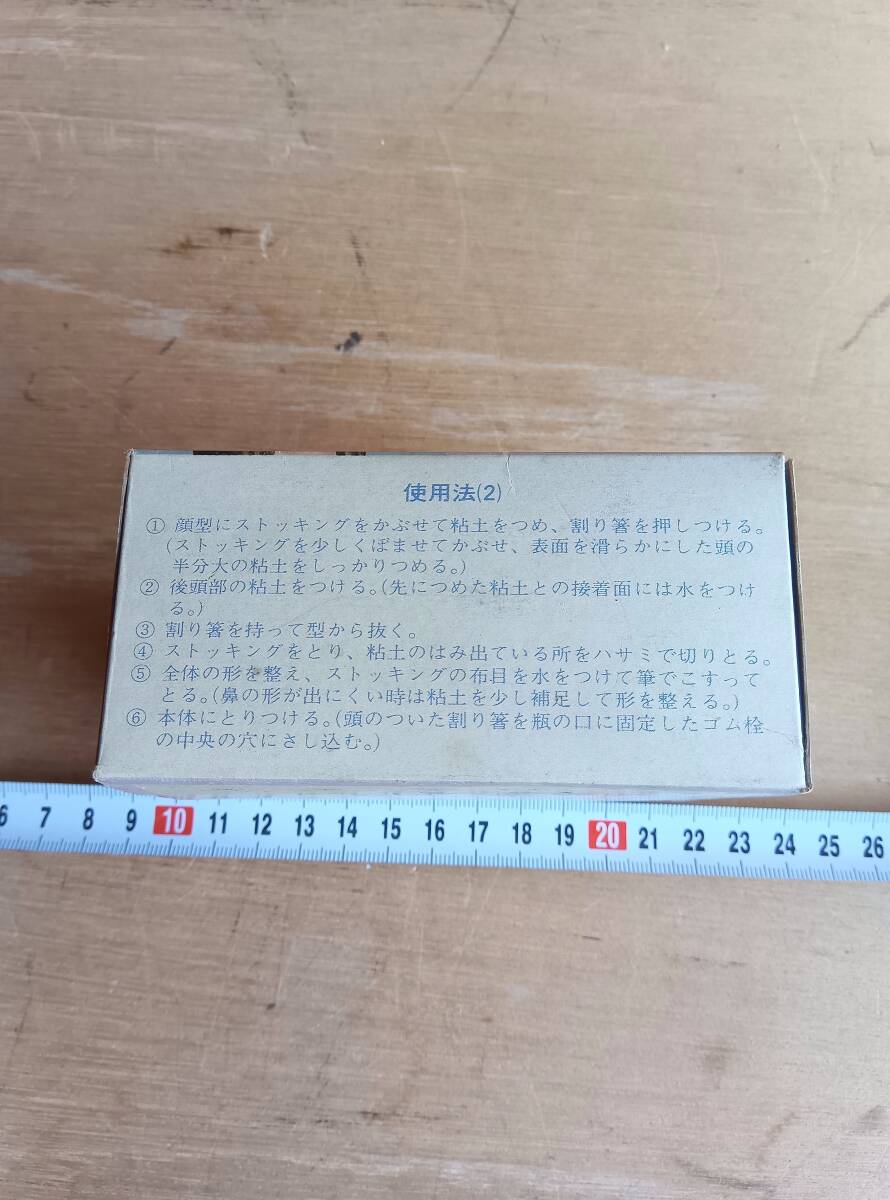 使用法(2)
① 顔型にストッキングをかぶせて粘土をつめ、割り箸を押しつける。
(ストッキングを少しくぼませてかぶせ、表面を滑らかにした頭の
半分大の粘土をしっかりつめる。)
② 後頭部の粘土をつける。(先につめた粘土との接着面には水をつけ
る。)
③ 割り箸を持って型から抜く。
④ ストッキングをとり、粘土のはみ出ている所をハサミで切りとる。
⑤ 全体の形を整え、ストッキングの布目を水をつけて筆でこすって
とる。(鼻の形が出にくい時は粘土を少し補足して形を整える。)
⑥ 本体にとりつける。(頭のついた割り箸を瓶の口に固定したゴム栓
の中央の穴にさし込む。)
6 7 8 9 10 11 12 13 14 15 16 17 18 19 20 21 22 23 24 25 26